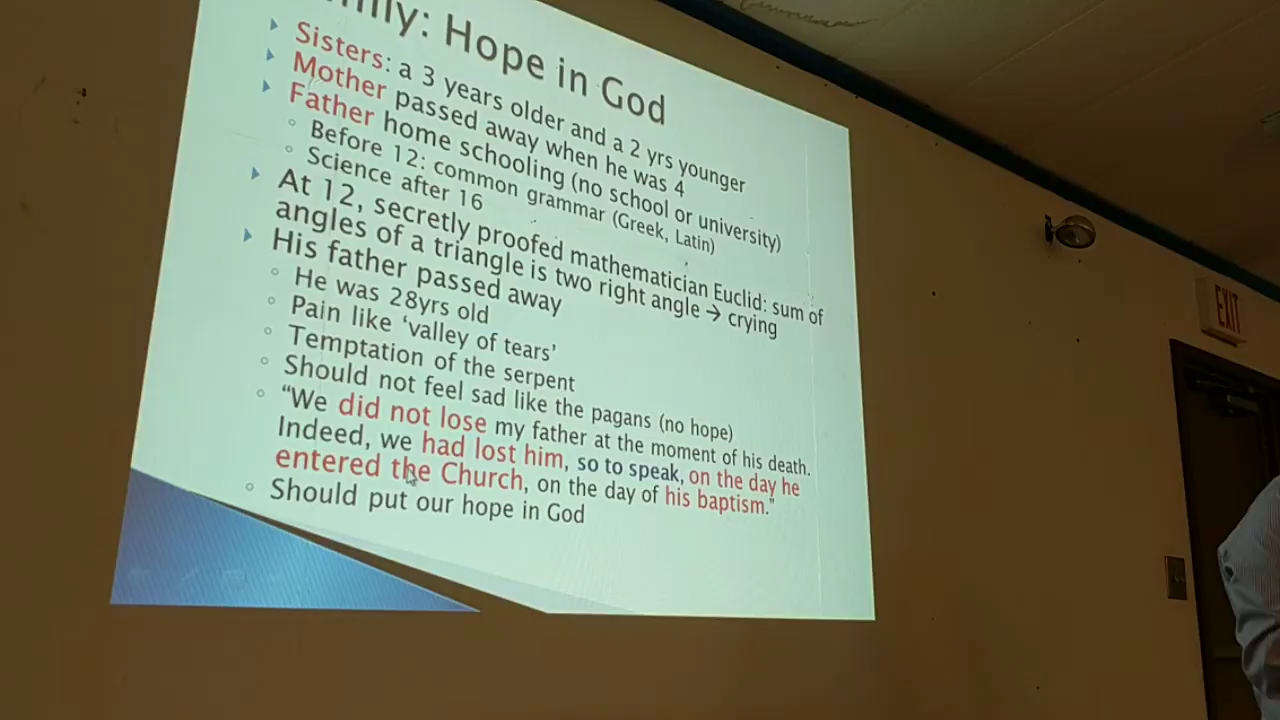 mily: Hope in God
Sisters: a 3 years older and a 2 yrs younger
Mother passed away when he was 4
Father home schooling (no school or university)
Before 12: common grammar (Greek, Latin)
Science after 16
At 12, secretly proofed mathematician Euclid: sum of
angles of a triangle is two right angle → crying
His father passed away
He was 28yrs old
Pain like ‘valley of tears’
Temptation of the serpent
Should not feel sad like the pagans (no hope)
“We did not lose my father at the moment of his death.
Indeed, we had lost him, so to speak, on the day he
entered the Church, on the day of his baptism.”
Should put our hope in God
EXIT